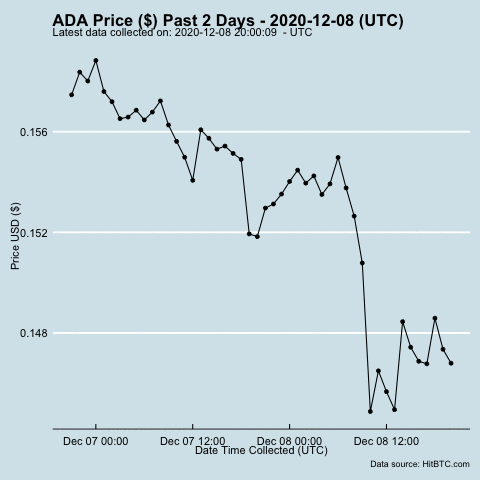 ADA Price ($) Past 2 Days - 2020-12-08 (UTC)
Latest data collected on: 2020-12-08 20:00:09 - UTC
0.156
0.152
0.148
Price USD ($)
Dec 07 00:00 Dec 07 12:00 Dec 08 00:00 Dec 08 12:00
Date Time Collected (UTC)
Data source: HitBTC.com